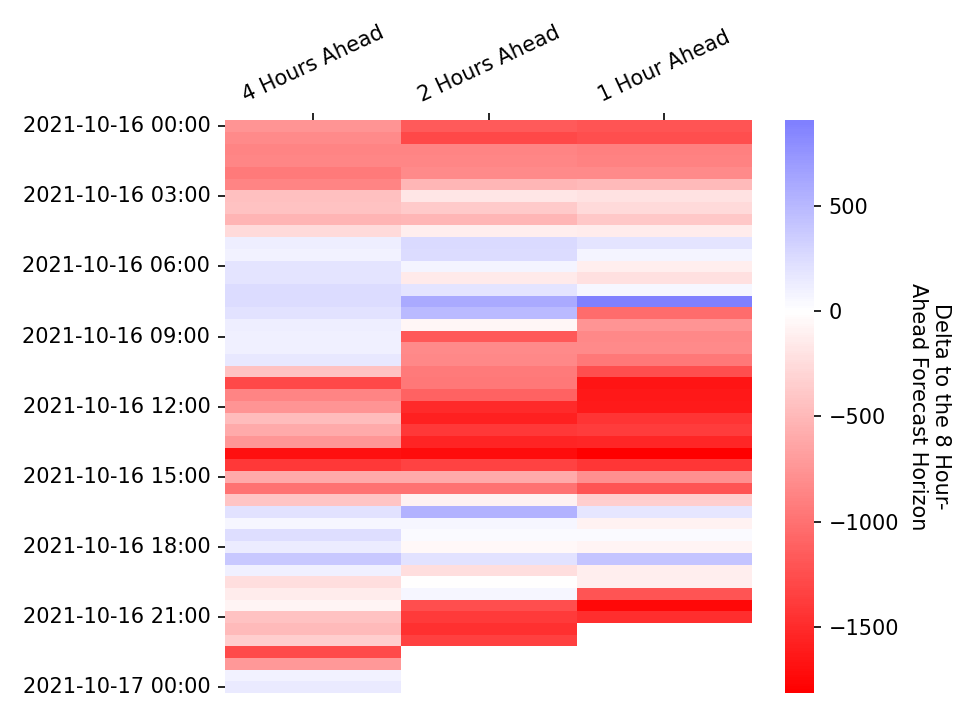 4 Hours Ahead
2 Hours Ahead
1 Hour Ahead
2021-10-16 00:00
2021-10-16 03:00
2021-10-16 06:00
2021-10-16 09:00
2021-10-16 12:00
2021-10-16 15:00
2021-10-16 18:00
2021-10-16 21:00
2021-10-17 00:00
500
0
−500
−1000
−1500
Delta to the 8 Hour-
Ahead Forecast Horizon